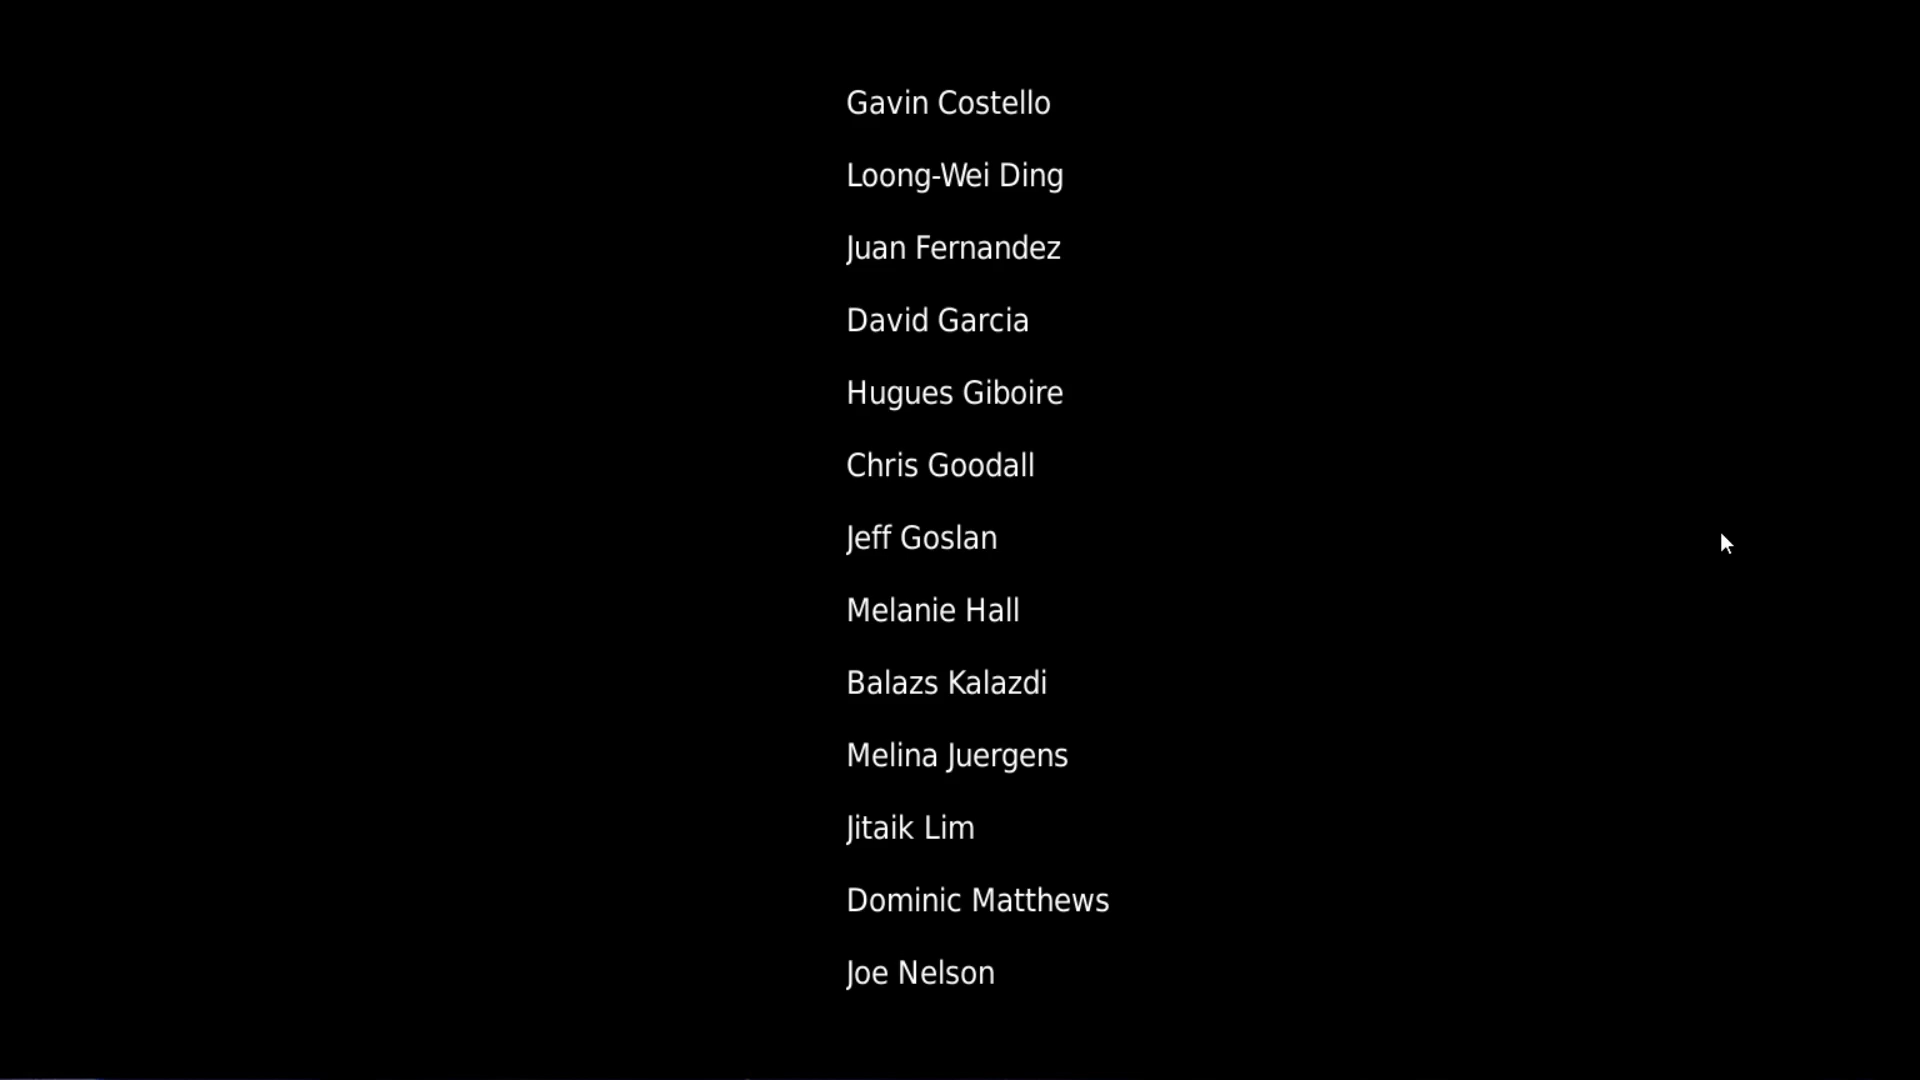 Gavin Costello
Loong-Wei Ding
Juan Fernandez
David Garcia
Hugues Giboire
Chris Goodall
Jeff Goslan
Melanie Hall
Balazs Kalazdi
Melina Juergens
Jitaik Lim
Dominic Matthews
Joe Nelson